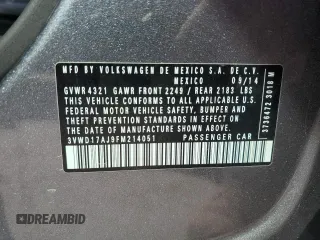 MFD BY VOLKSWAGEN DE MEXICO S.A. DE C.V.
MEXICO 09/14
GVWR 4321 GAWR FRONT 2249 / REAR 2183 LBS
THIS VEHICLE CONFORMS TO ALL APPLICABLE U.S.
FEDERAL MOTOR VEHICLE SAFETY, BUMPER AND THEFT
PREVENTION STANDARDS IN EFFECT ON THE DATE OF
MANUFACTURE SHOWN ABOVE.
3VWD17AJ9FM214051 PASSENGER CAR
3736472 3018 M
DREAMBID